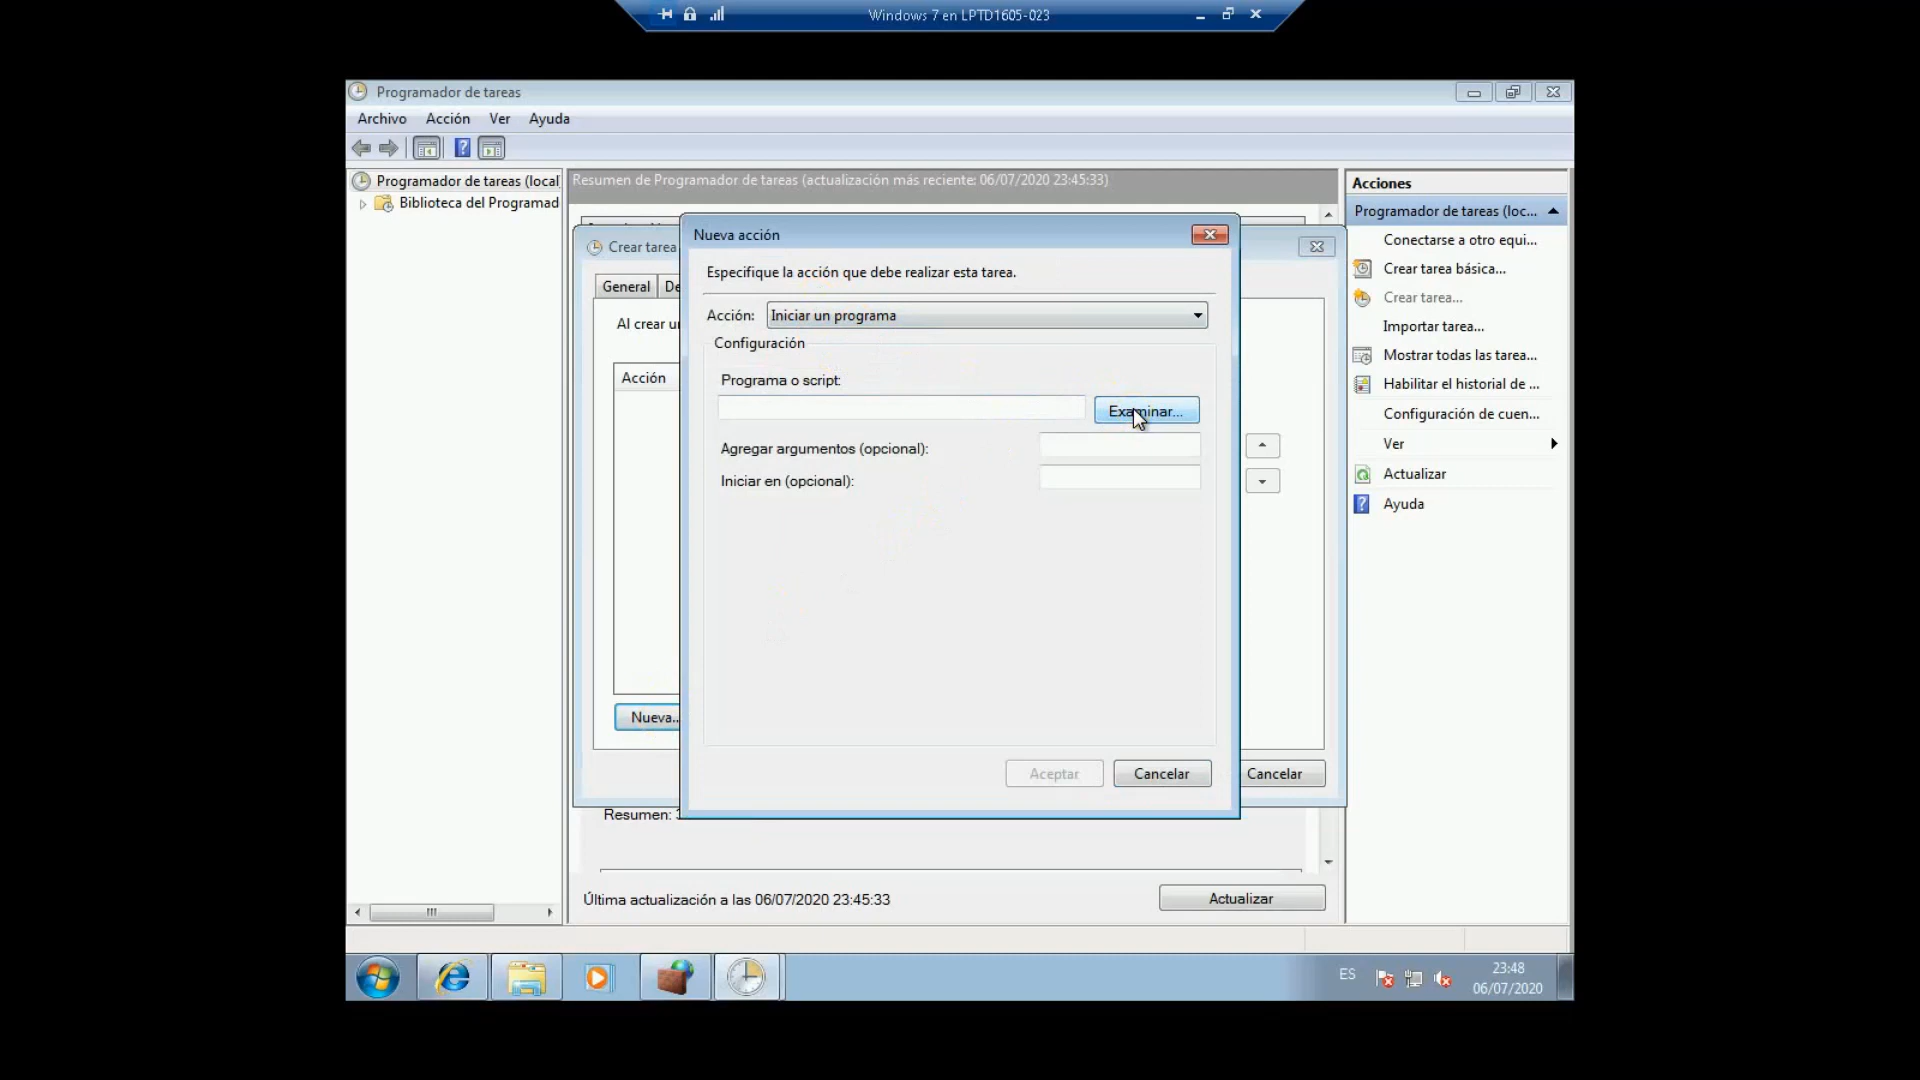 Windows 7 en LPTD1605-023
Programador de tareas
Archivo Acción Ver Ayuda
Programador de tareas (local
Biblioteca del Programad
Resumen de Programador de tareas (actualización más reciente: 06/07/2020 23:45:33)
Crear tarea
General De
Al crear u
Acción
Nueva..
Cancelar
Resumen:
Última actualización a las 06/07/2020 23:45:33
Actualizar
Nueva acción
Especifique la acción que debe realizar esta tarea.
Acción: Iniciar un programa
Configuración
Programa o script:
Examinar...
Agregar argumentos (opcional):
Iniciar en (opcional):
Aceptar Cancelar
Acciones
Programador de tareas (loc...
Conectarse a otro equi...
Crear tarea básica...
Crear tarea...
Importar tarea...
Mostrar todas las tarea...
Habilitar el historial de ...
Configuración de cuen...
Ver
Actualizar
Ayuda
ES
23:48
06/07/2020